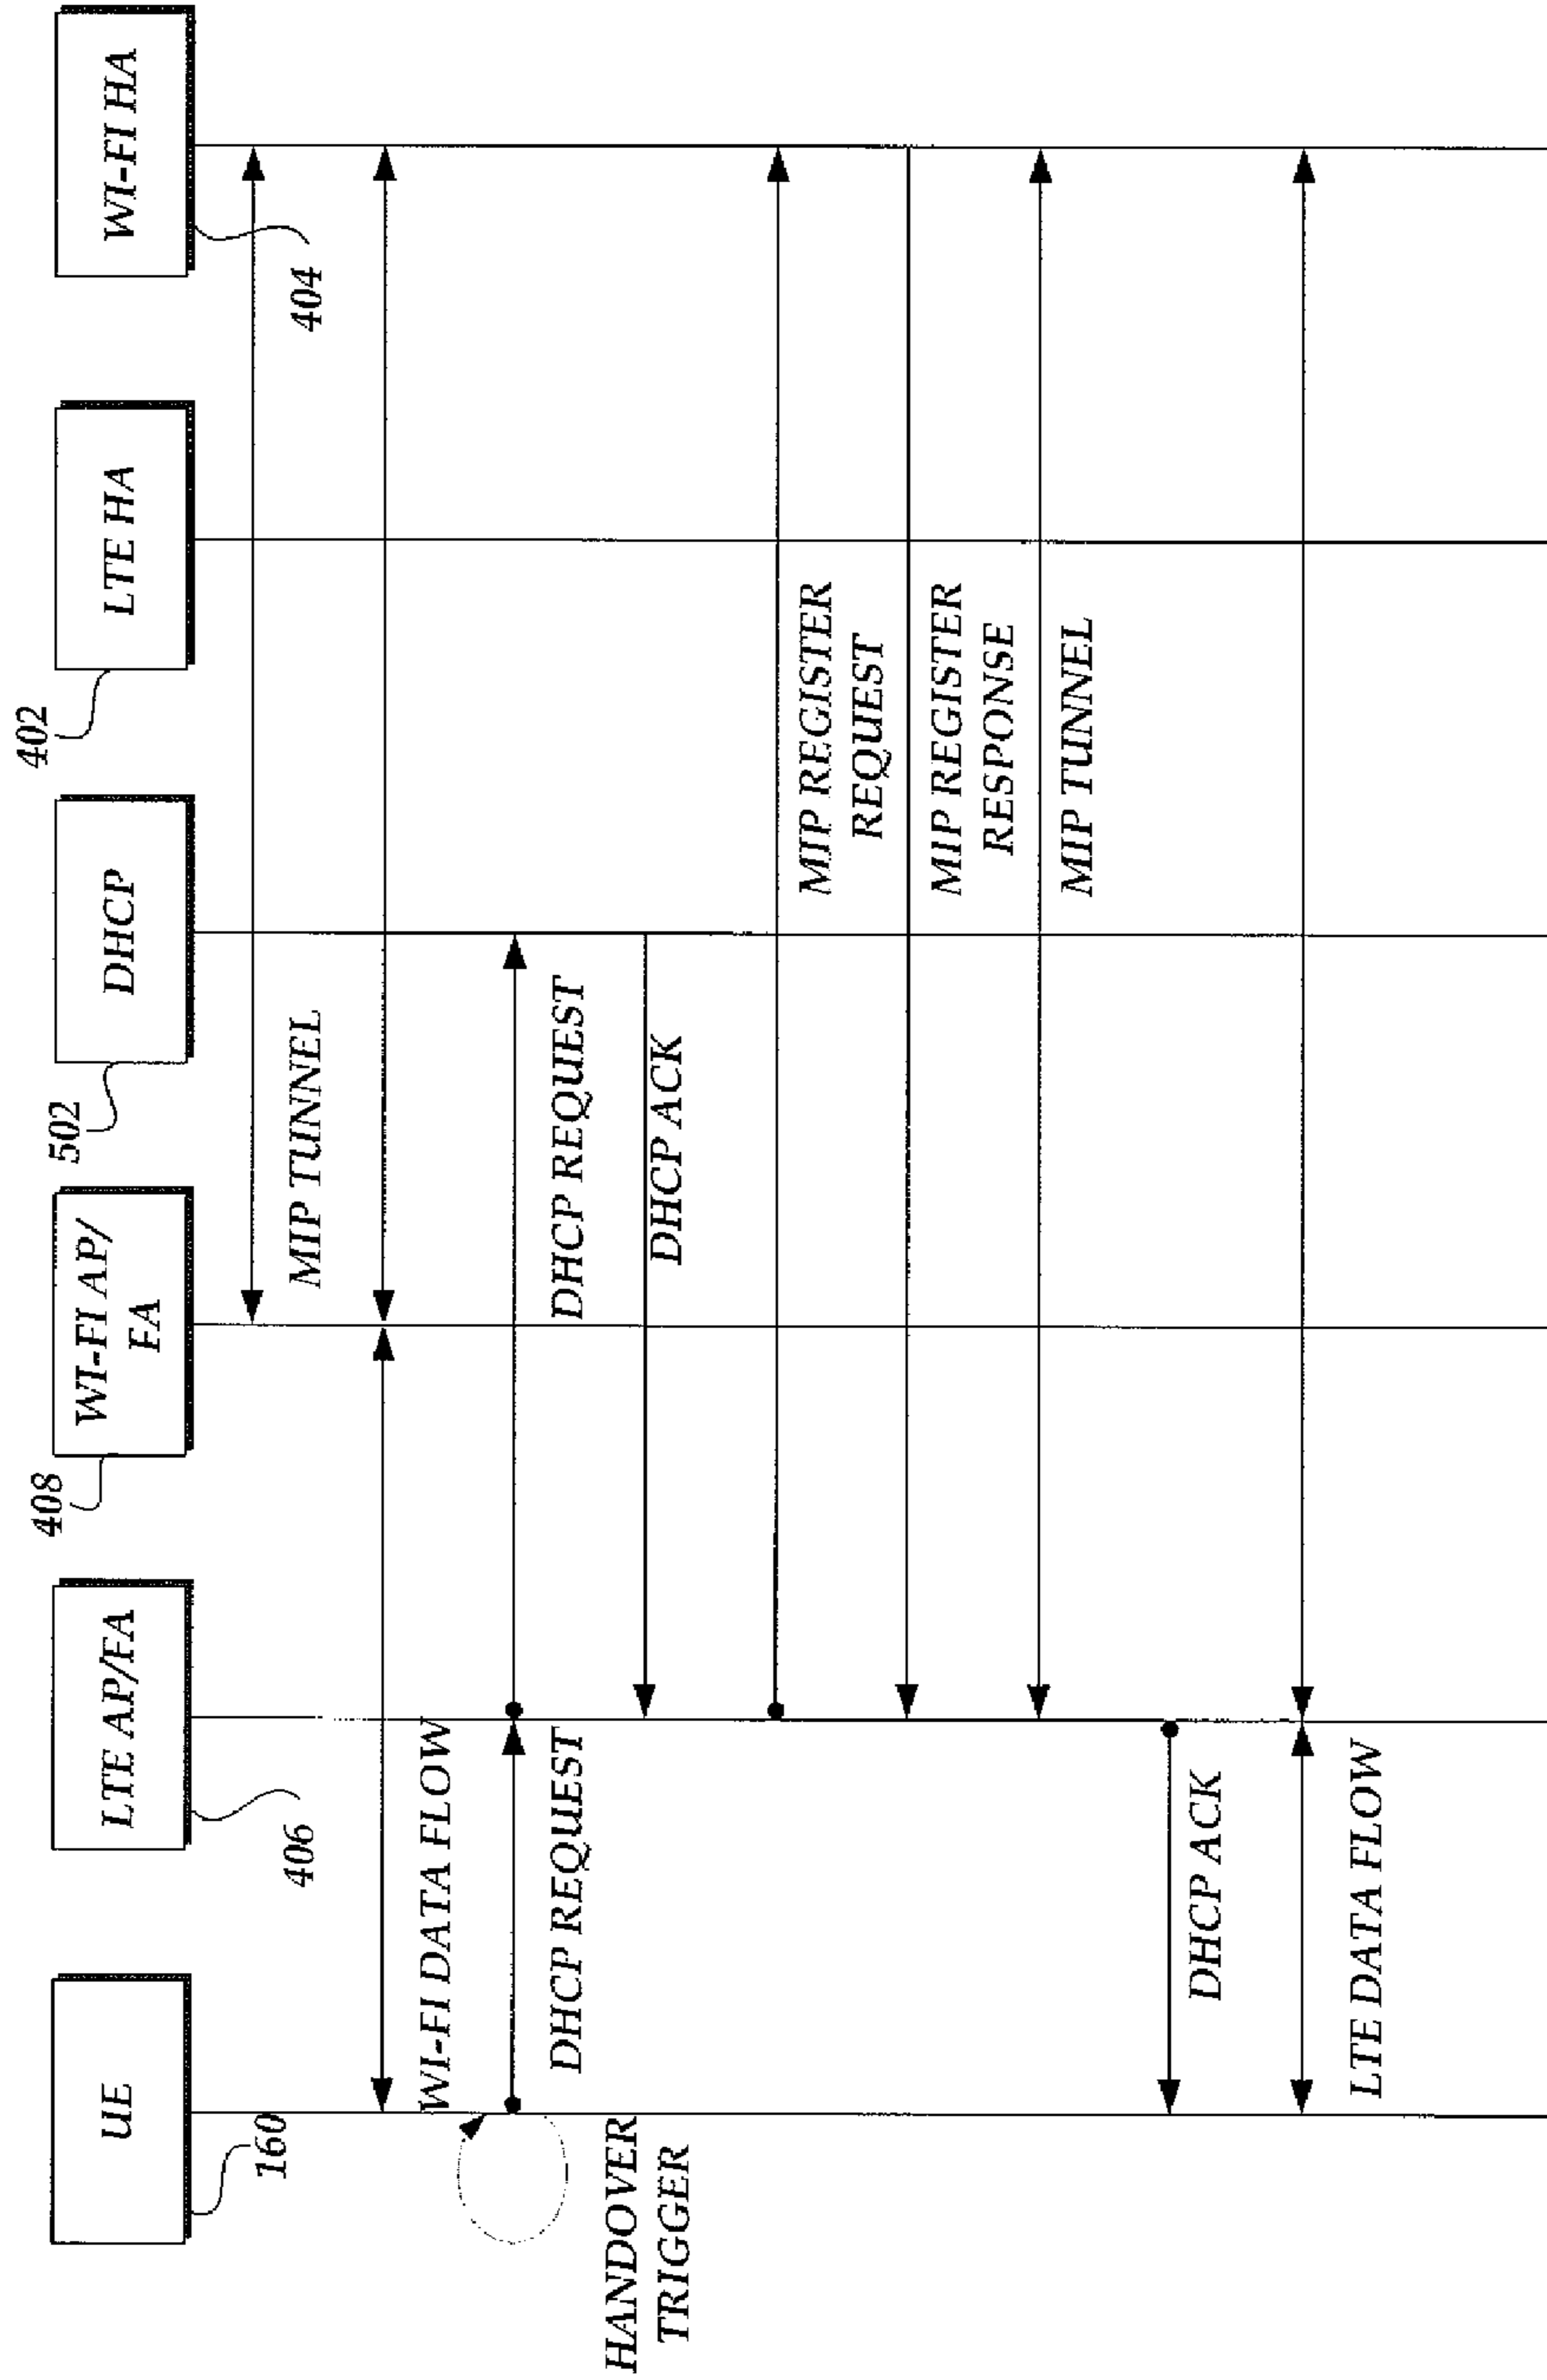 UE
160
LTE AP/FA
406
WI-FI AP/
FA
408
DHCP
502
LTE HA
402
WI-FI HA
404
MIP TUNNEL
WI-FI DATA FLOW
HANDOVER
TRIGGER
DHCP REQUEST
DHCP REQUEST
DHCP ACK
MIP REGISTER
REQUEST
MIP REGISTER
RESPONSE
MIP TUNNEL
DHCP ACK
LTE DATA FLOW